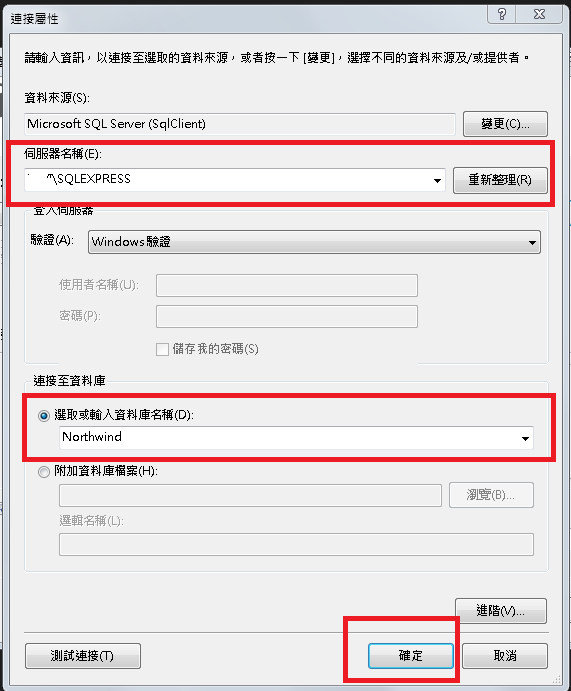 連接屬性
請輸入資訊，以連接至選取的資料來源，或者按一下 [變更]，選擇不同的資料來源及/或提供者。
資料來源(S):
Microsoft SQL Server (SqlClient)
變更(C)...
伺服器名稱(E):
\SQLEXPRESS
重新整理(R)
登入伺服器
驗證(A):
Windows 驗證
使用者名稱(U):
密碼(P):
儲存我的密碼(S)
連接至資料庫
選取或輸入資料庫名稱(D):
Northwind
附加資料庫檔案(H):
瀏覽(B)...
邏輯名稱(L):
進階(V)...
測試連接(T)
確定
取消